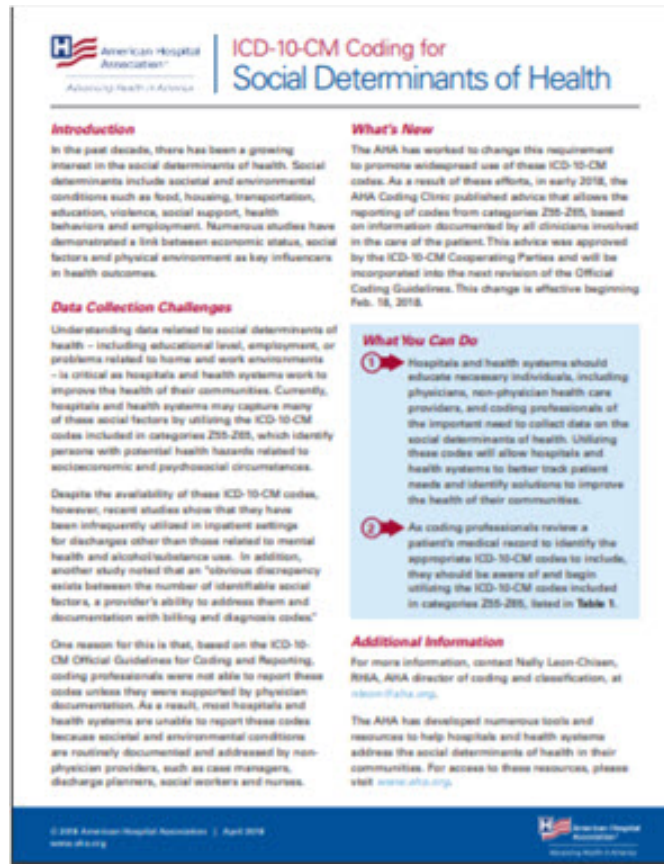 American Hospital
Association™
Advancing Health in America
ICD-10-CM Coding for
Social Determinants of Health
Introduction
In the past decade, there has been a growing
interest in the social determinants of health. Social
determinants include societal and environmental
conditions such as food, housing, transportation,
education, violence, social support, health
behaviors and employment. Numerous studies have
demonstrated a link between economic status, social
factors and physical environment as key influencers
in health outcomes.
Data Collection Challenges
Understanding data related to social determinants of
health – including educational level, employment, or
problems related to home and work environments
– is critical as hospitals and health systems work to
improve the health of their communities. Currently,
hospitals and health systems may capture many
of these social factors by utilizing the ICD-10-CM
codes included in categories Z55-Z65, which identify
persons with potential health hazards related to
socioeconomic and psychosocial circumstances.
Despite the availability of these ICD-10-CM codes,
however, recent studies show that they have
been infrequently utilized in inpatient settings
for discharges other than those related to mental
health and alcohol/substance use. In addition,
another study noted that an "obvious discrepancy
exists between the number of identifiable social
factors, a provider's ability to address them and
documentation with billing and diagnosis codes."
One reason for this is that, based on the ICD-10-
CM Official Guidelines for Coding and Reporting,
coding professionals were not able to report these
codes unless they were supported by physician
documentation. As a result, most hospitals and
health systems are unable to report these codes
because societal and environmental conditions
are routinely documented and addressed by non-
physician providers, such as case managers,
discharge planners, social workers and nurses.
What's New
The AHA has worked to change this requirement
to promote widespread use of these ICD-10-CM
codes. As a result of these efforts, in early 2018, the
AHA Coding Clinic published advice that allows the
reporting of codes from categories Z55-Z65, based
on information documented by all clinicians involved
in the care of the patient. This advice was approved
by the ICD-10-CM Cooperating Parties and will be
incorporated into the next revision of the Official
Coding Guidelines. This change is effective beginning
Feb. 18, 2018.
What You Can Do
1 Hospitals and health systems should
educate necessary individuals, including
physicians, non-physician health care
providers, and coding professionals of
the important need to collect data on the
social determinants of health. Utilizing
these codes will allow hospitals and
health systems to better track patient
needs and identify solutions to improve
the health of their communities.
2 As coding professionals review a
patient's medical record to identify the
appropriate ICD-10-CM codes to include,
they should be aware of and begin
utilizing the ICD-10-CM codes included
in categories Z55-Z65, listed in Table 1.
Additional Information
For more information, contact Nelly Leon-Chisen,
RHIA, AHA director of coding and classification, at
nleon@aha.org.
The AHA has developed numerous tools and
resources to help hospitals and health systems
address the social determinants of health in their
communities. For access to these resources, please
visit www.aha.org.
© 2018 American Hospital Association | April 2018
www.aha.org
American Hospital
Association™
Advancing Health in America